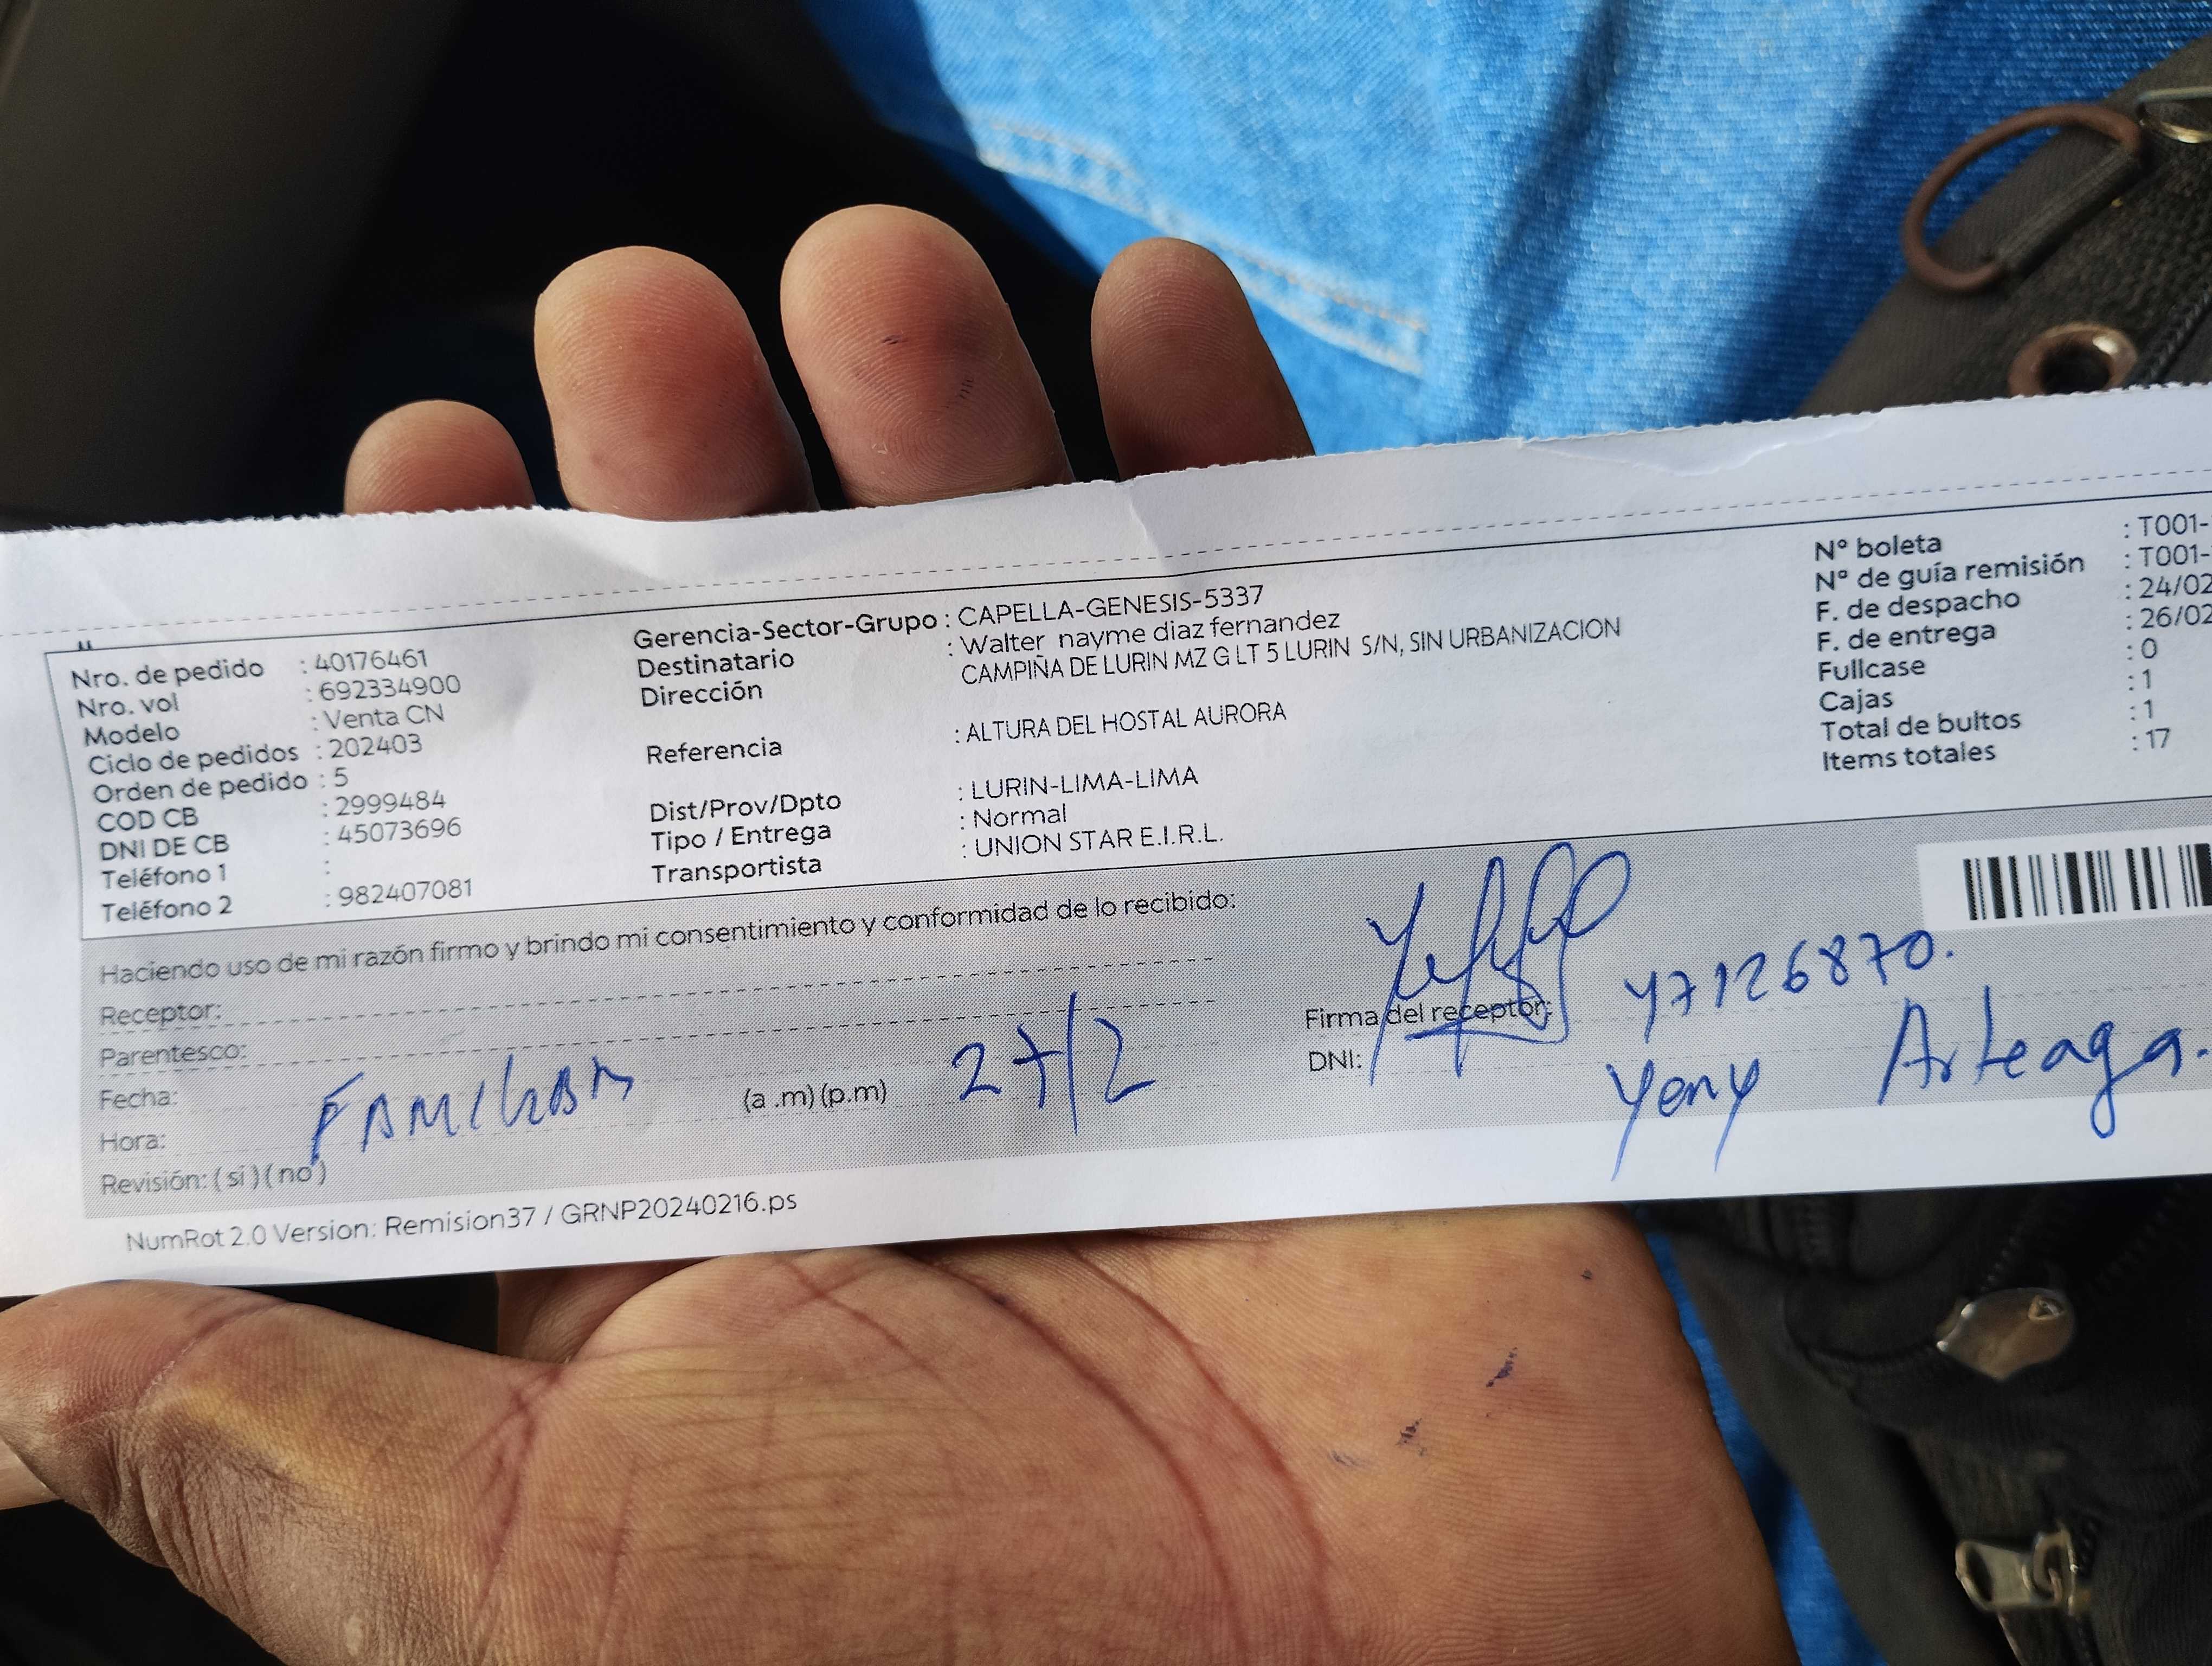 Nro. de pedido : 40176461
Nro. vol : 692334900
Modelo : Venta CN
Ciclo de pedidos : 202403
Orden de pedido : 5
COD CB : 2999484
DNI DE CB : 45073696
Teléfono 1 :
Teléfono 2 : 982407081
Gerencia-Sector-Grupo : CAPELLA-GENESIS-5337
Destinatario : Walter nayme diaz fernandez
Dirección CAMPIÑA DE LURIN MZ G LT 5 LURIN S/N, SIN URBANIZACION
Referencia : ALTURA DEL HOSTAL AURORA
Dist/Prov/Dpto : LURIN-LIMA-LIMA
Tipo / Entrega : Normal
Transportista : UNION STAR E.I.R.L.
N° boleta : T001-
N° de guía remisión : T001-
F. de despacho : 24/02
F. de entrega : 26/02
Fullcase : 0
Cajas : 1
Total de bultos : 1
Items totales : 17
Haciendo uso de mi razón firmo y brindo mi consentimiento y conformidad de lo recibido:
Receptor:
Parentesco:
Fecha:
Hora: FAMILIAR (a .m) (p.m) 27/2
Revisión: ( si ) ( no )
Firma del receptor: 47126870.
DNI: Yeny Arteaga.
NumRot 2.0 Version: Remision37 / GRNP20240216.ps